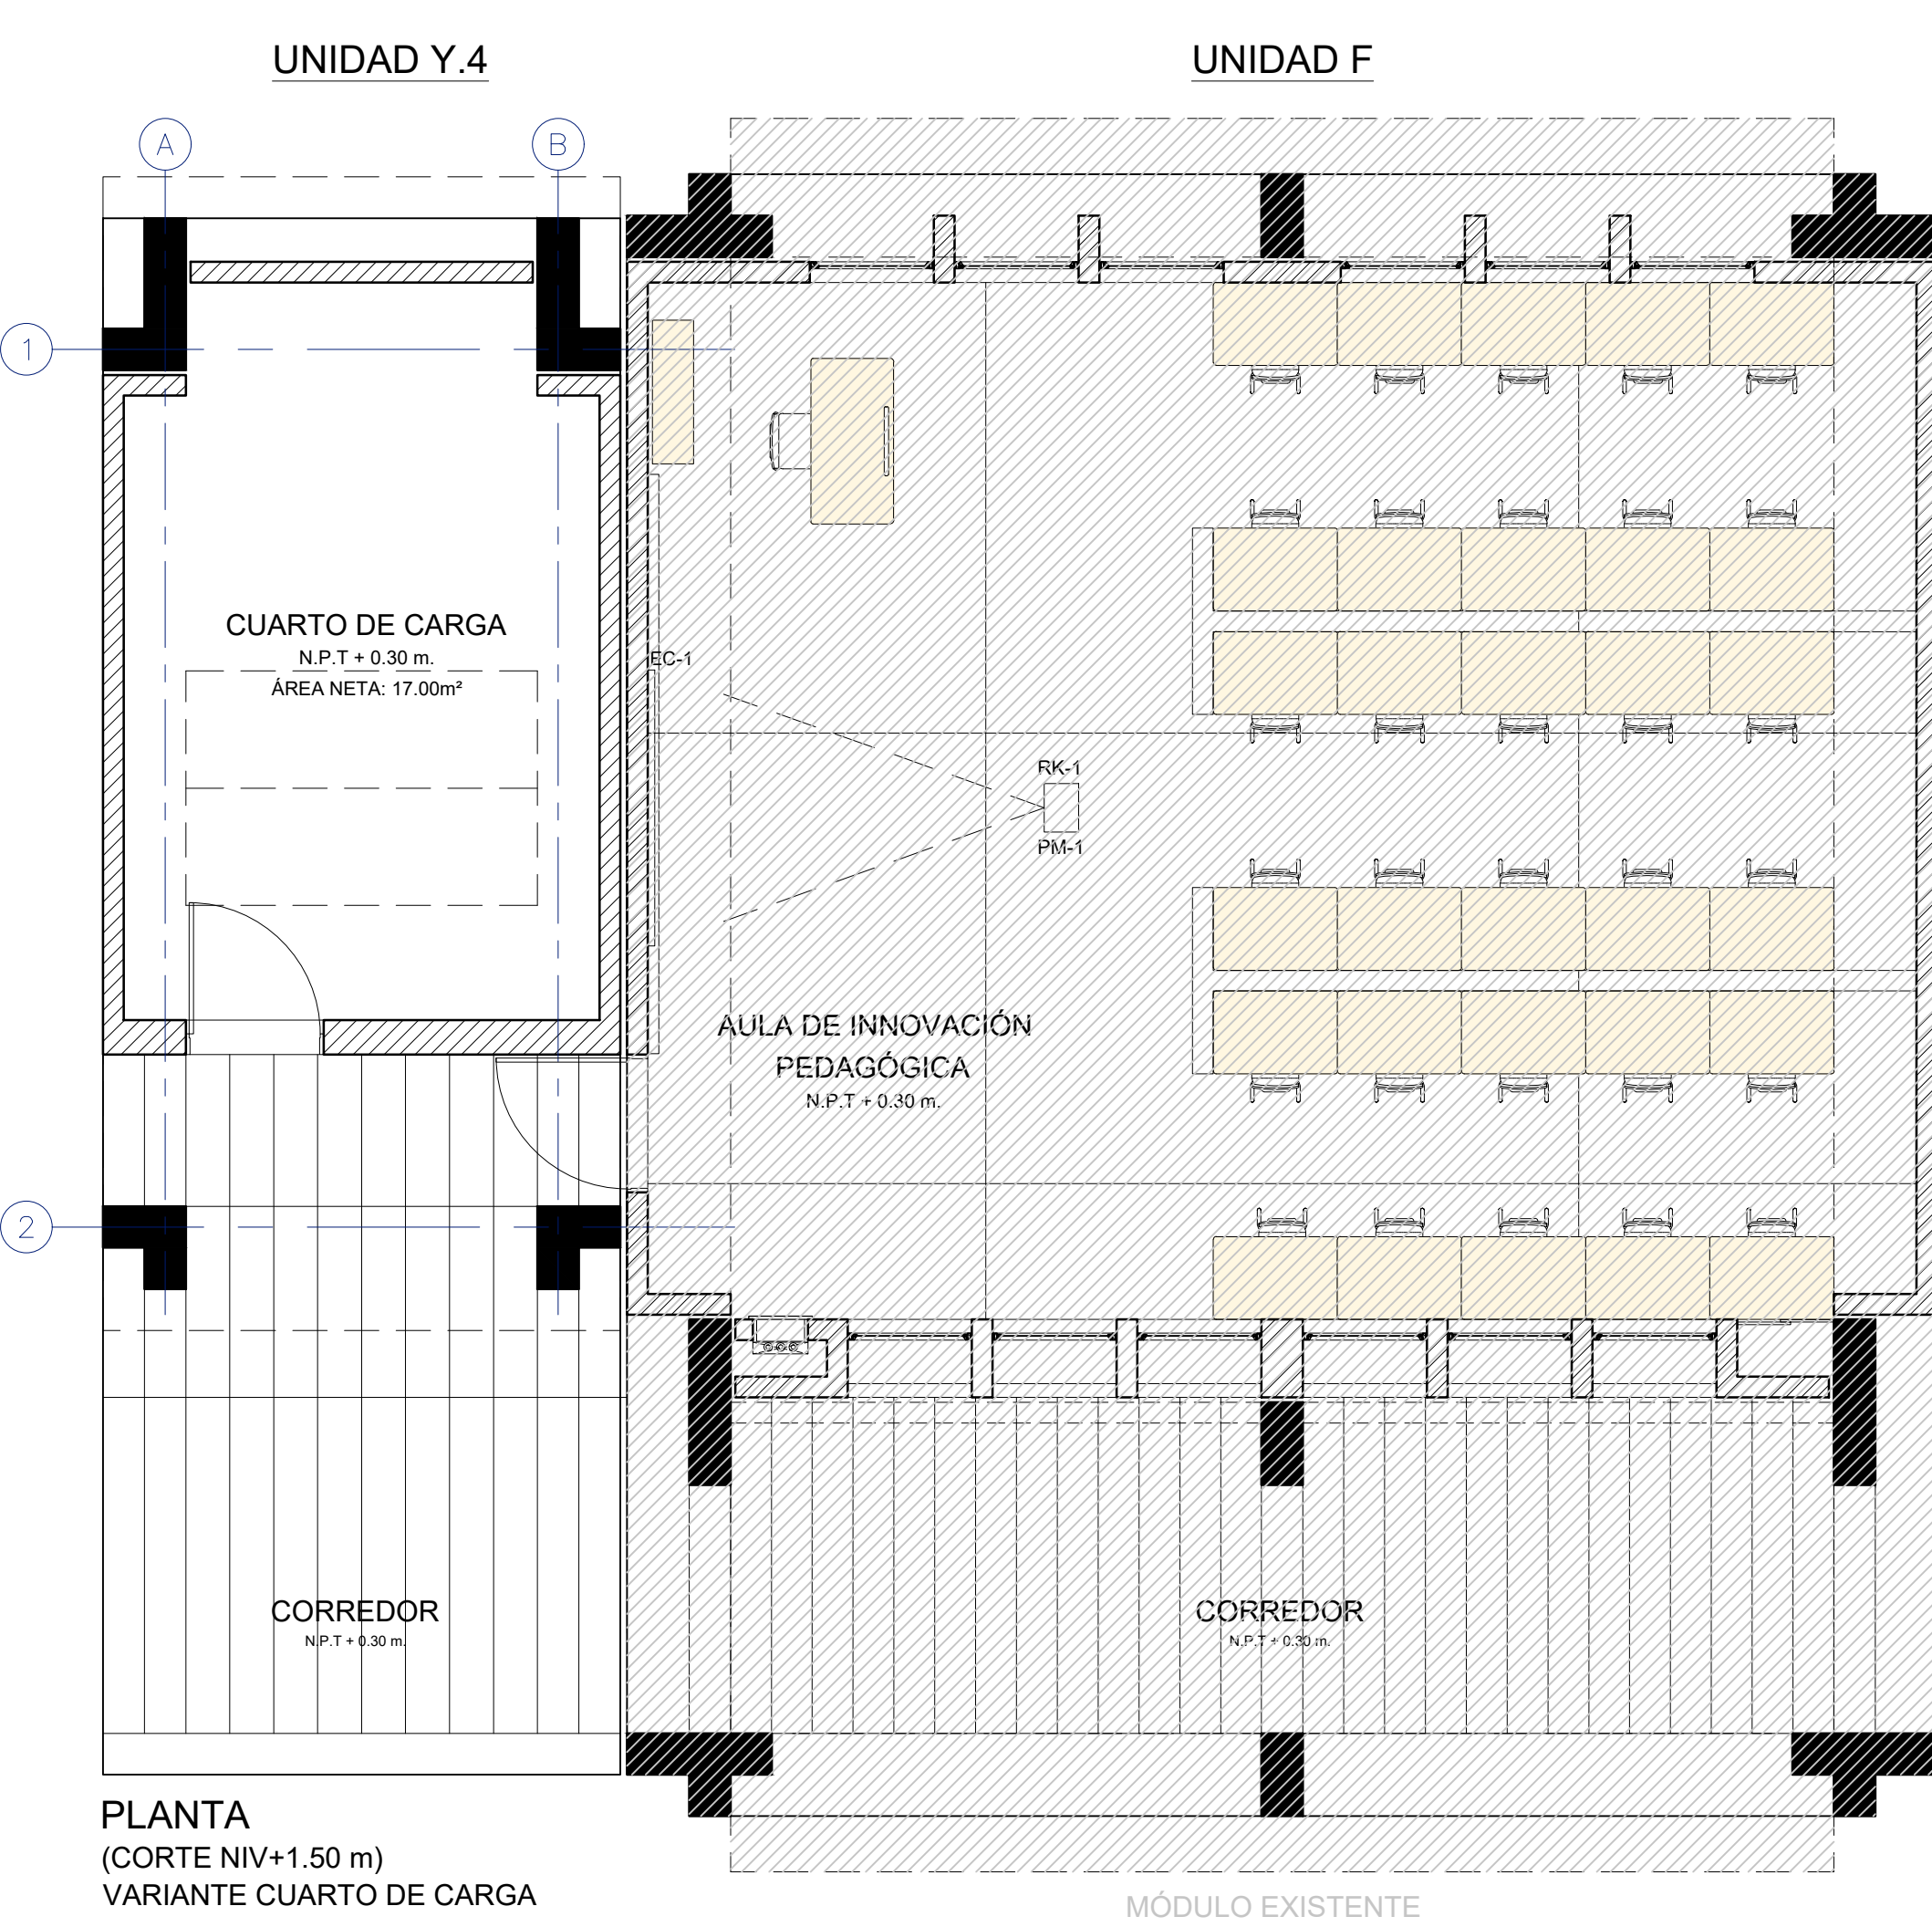 UNIDAD Y.4
UNIDAD F
A
B
1
CUARTO DE CARGA
N.P.T + 0.30 m.
ÁREA NETA: 17.00m²
EC-1
RK-1
PM-1
AULA DE INNOVACIÓN
PEDAGÓGICA
N.P.T + 0.30 m.
2
CORREDOR
N.P.T + 0.30 m.
CORREDOR
N.P.T + 0.30 m.
PLANTA
(CORTE NIV+1.50 m)
VARIANTE CUARTO DE CARGA
MÓDULO EXISTENTE